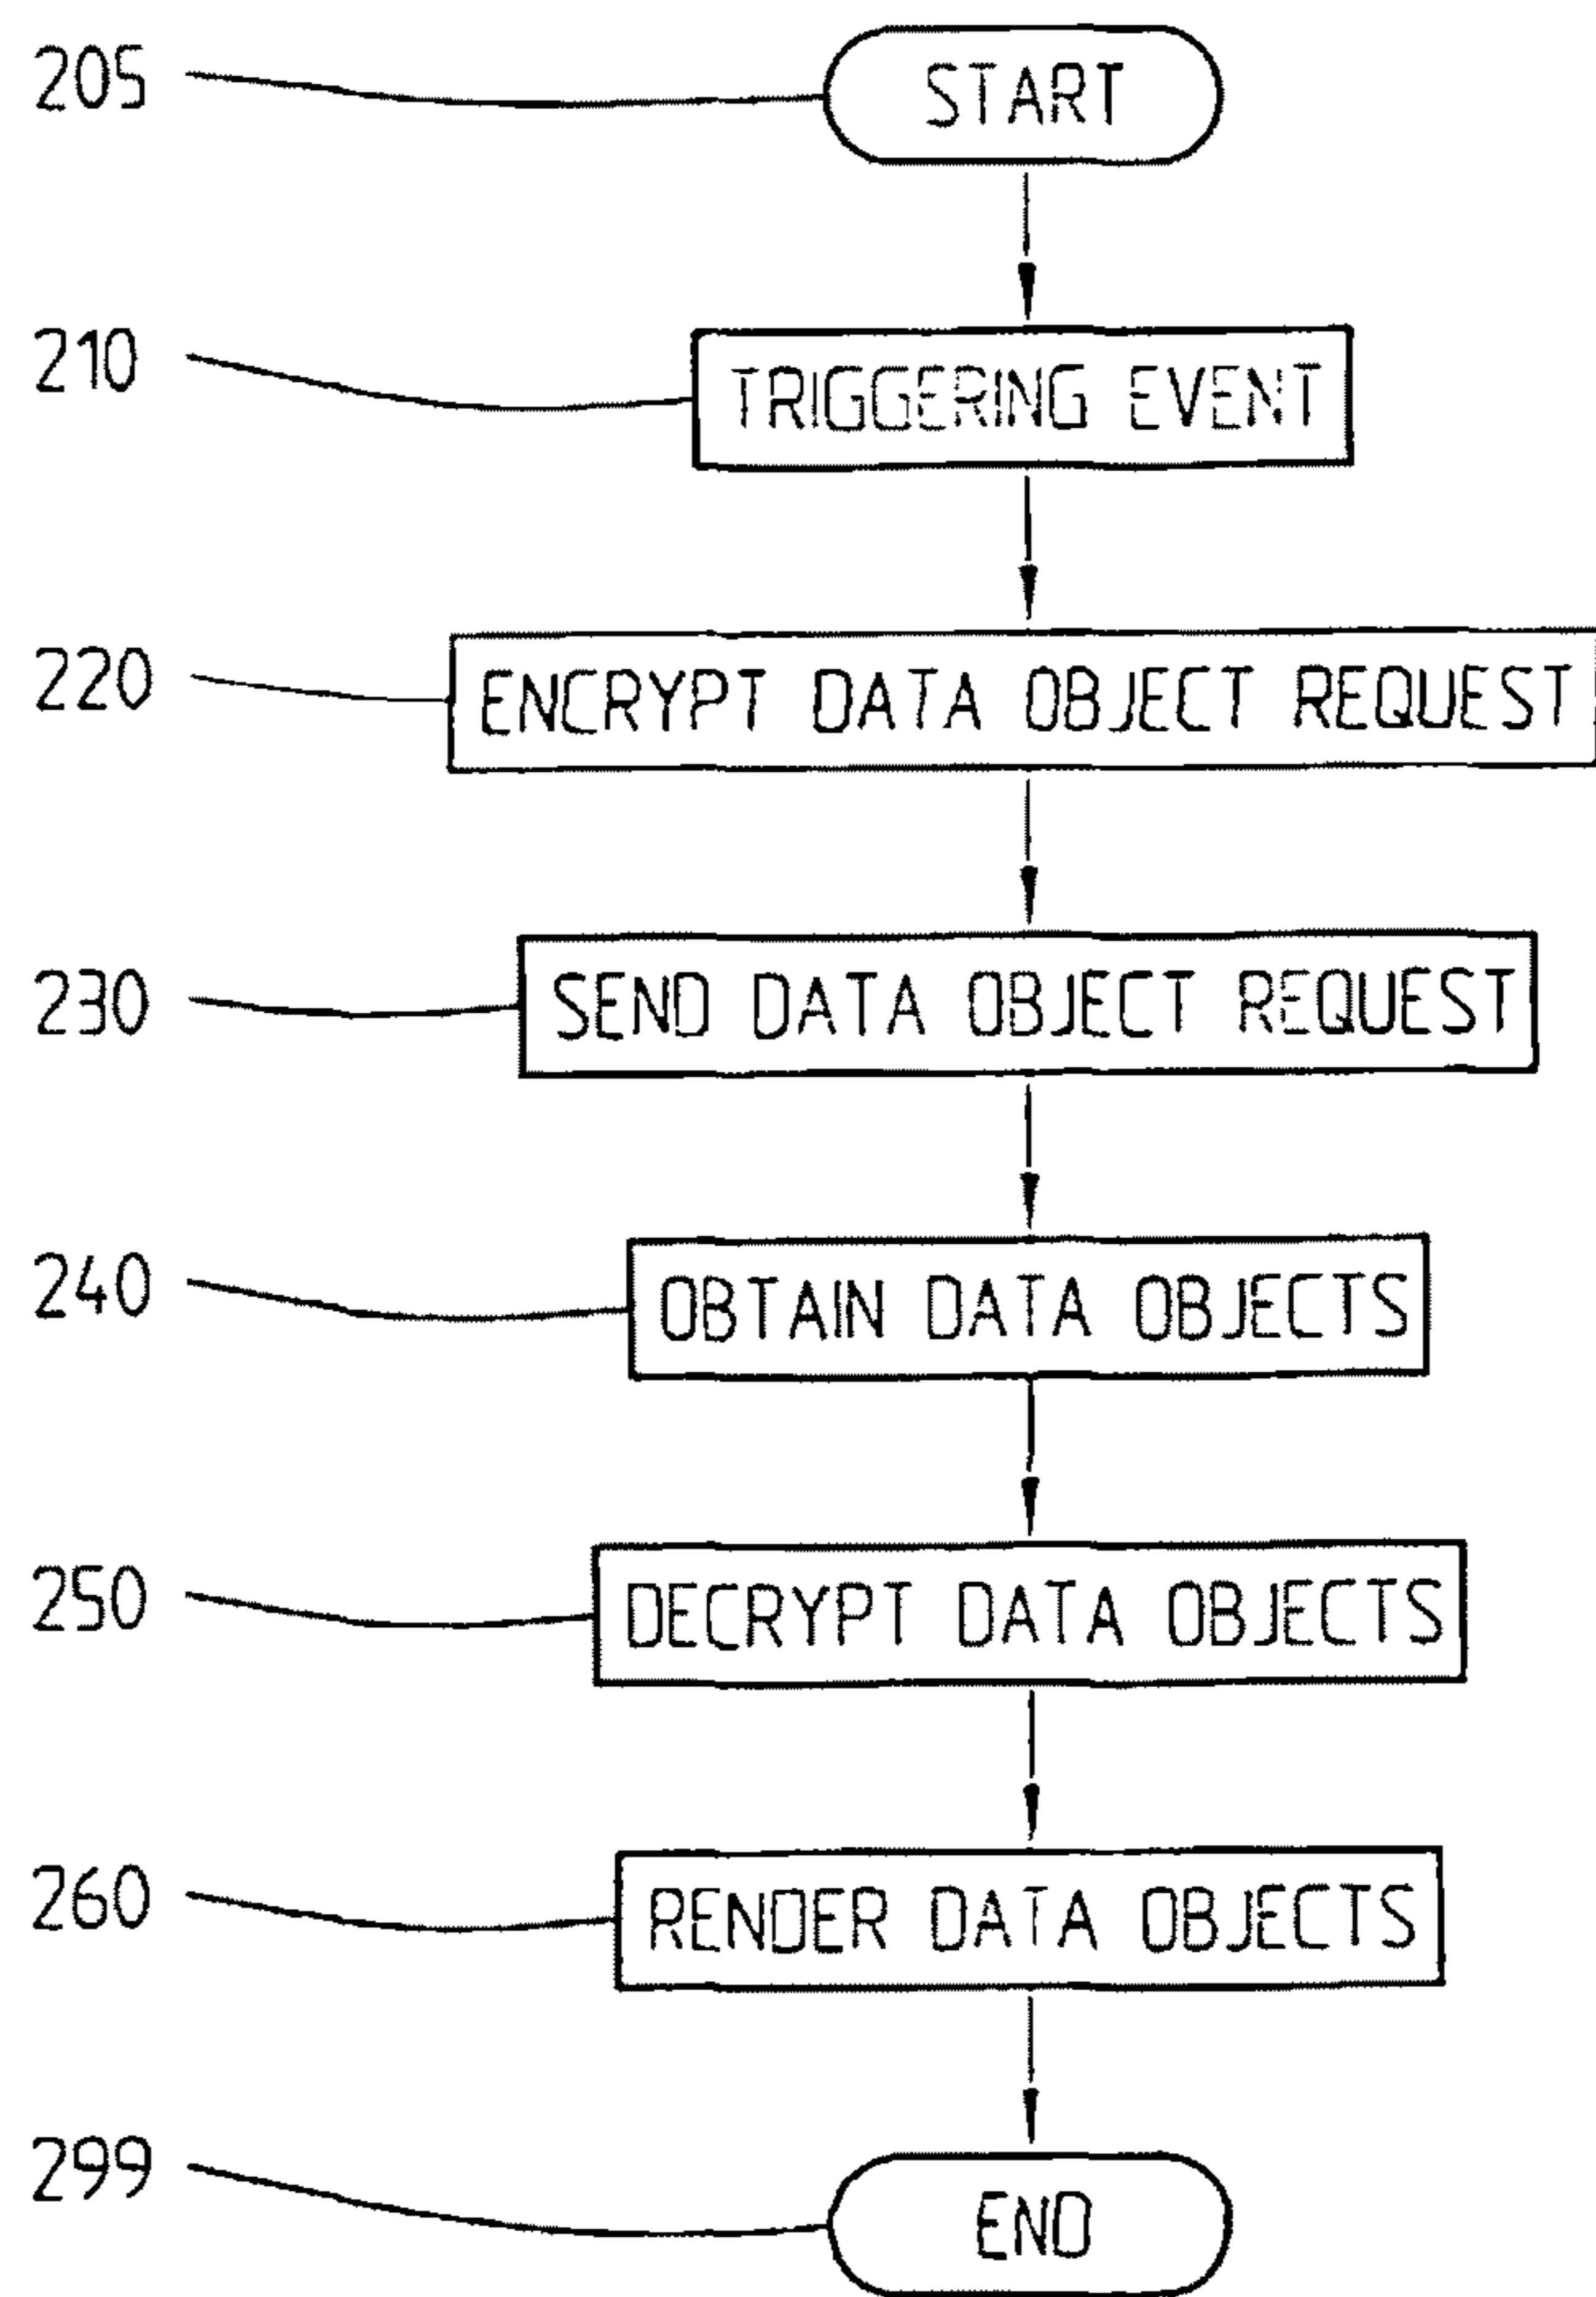 205 START
210 TRIGGERING EVENT
220 ENCRYPT DATA OBJECT REQUEST
230 SEND DATA OBJECT REQUEST
240 OBTAIN DATA OBJECTS
250 DECRYPT DATA OBJECTS
260 RENDER DATA OBJECTS
299 END